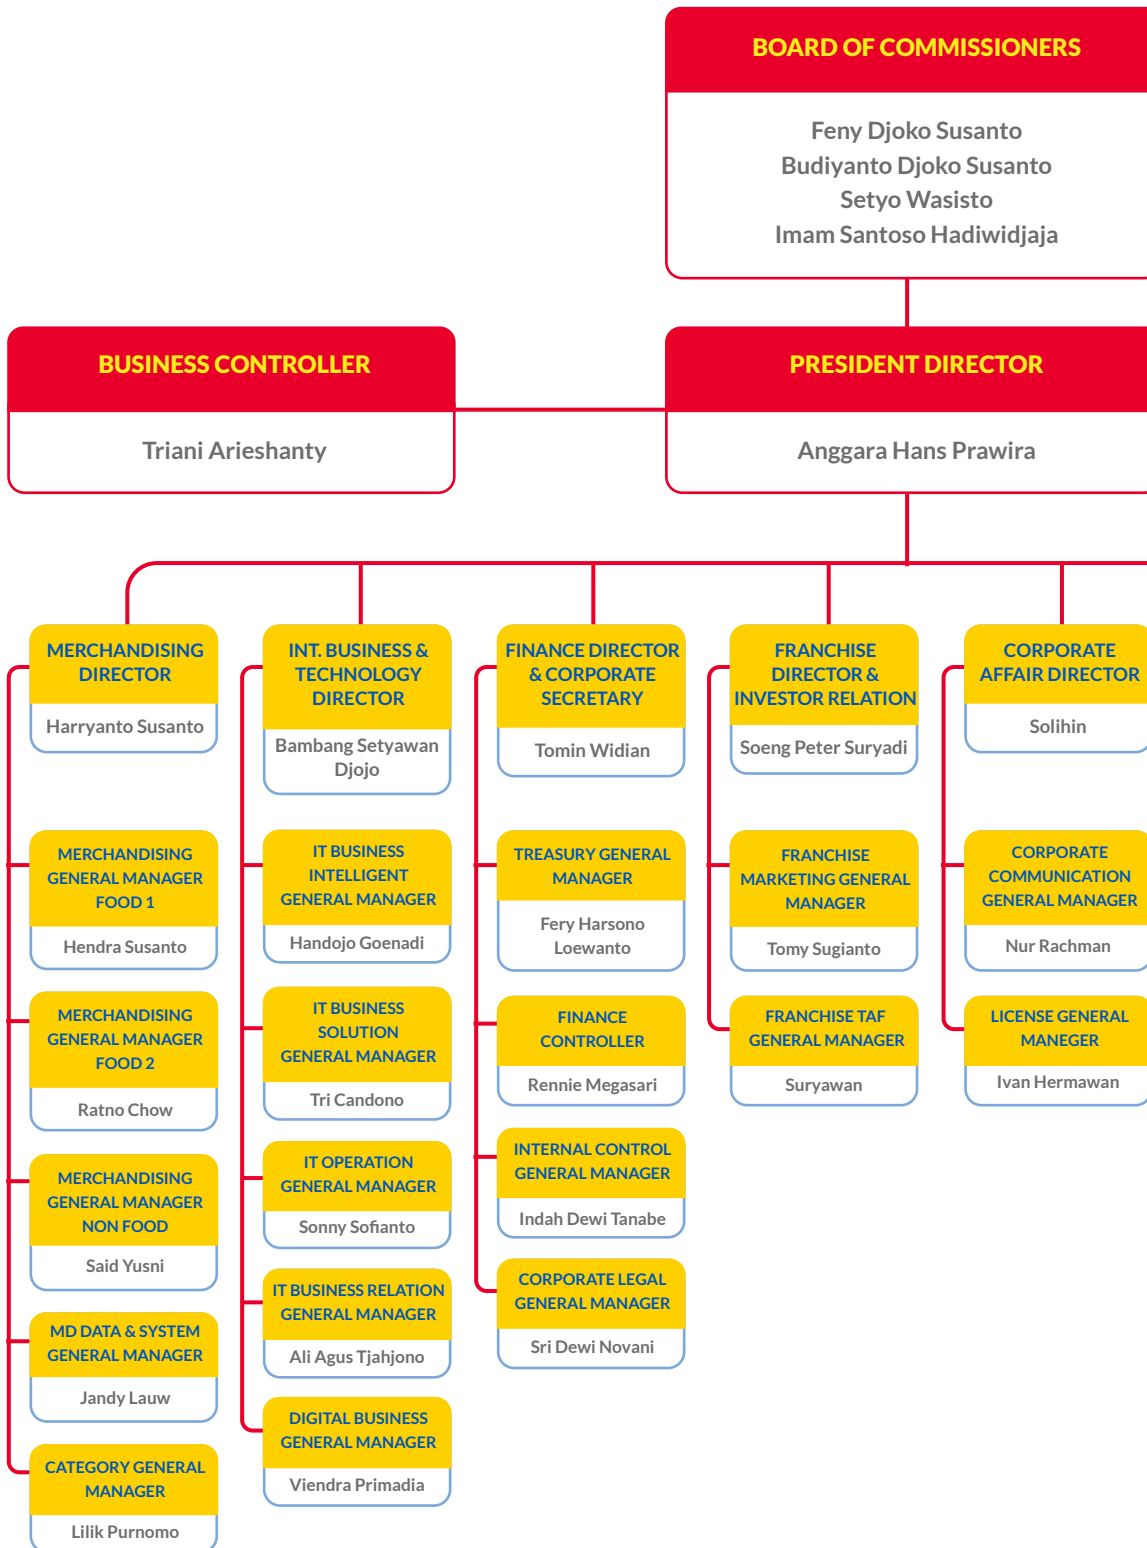 BOARD OF COMMISSIONERS
Feny Djoko Susanto
Budiyanto Djoko Susanto
Setyo Wasisto
Imam Santoso Hadiwidjaja
BUSINESS CONTROLLER
Triani Arieshanty
PRESIDENT DIRECTOR
Anggara Hans Prawira
MERCHANDISING
DIRECTOR
Harryanto Susanto
MERCHANDISING
GENERAL MANAGER
FOOD 1
Hendra Susanto
MERCHANDISING
GENERAL MANAGER
FOOD 2
Ratno Chow
MERCHANDISING
GENERAL MANAGER
NON FOOD
Said Yusni
MD DATA & SYSTEM
GENERAL MANAGER
Jandy Lauw
CATEGORY GENERAL
MANAGER
Lilik Purnomo
INT. BUSINESS &
TECHNOLOGY
DIRECTOR
Bambang Setyawan
Djojo
IT BUSINESS
INTELLIGENT
GENERAL MANAGER
Handojo Goenadi
IT BUSINESS
SOLUTION
GENERAL MANAGER
Tri Candono
IT OPERATION
GENERAL MANAGER
Sonny Sofianto
IT BUSINESS RELATION
GENERAL MANAGER
Ali Agus Tjahjono
DIGITAL BUSINESS
GENERAL MANAGER
Viendra Primadia
FINANCE DIRECTOR
& CORPORATE
SECRETARY
Tomin Widian
TREASURY GENERAL
MANAGER
Fery Harsono
Loewanto
FINANCE
CONTROLLER
Rennie Megasari
INTERNAL CONTROL
GENERAL MANAGER
Indah Dewi Tanabe
CORPORATE LEGAL
GENERAL MANAGER
Sri Dewi Novani
FRANCHISE
DIRECTOR &
INVESTOR RELATION
Soeng Peter Suryadi
FRANCHISE
MARKETING GENERAL
MANAGER
Tomy Sugianto
FRANCHISE TAF
GENERAL MANAGER
Suryawan
CORPORATE
AFFAIR DIRECTOR
Solihin
CORPORATE
COMMUNICATION
GENERAL MANAGER
Nur Rachman
LICENSE GENERAL
MANEGER
Ivan Hermawan